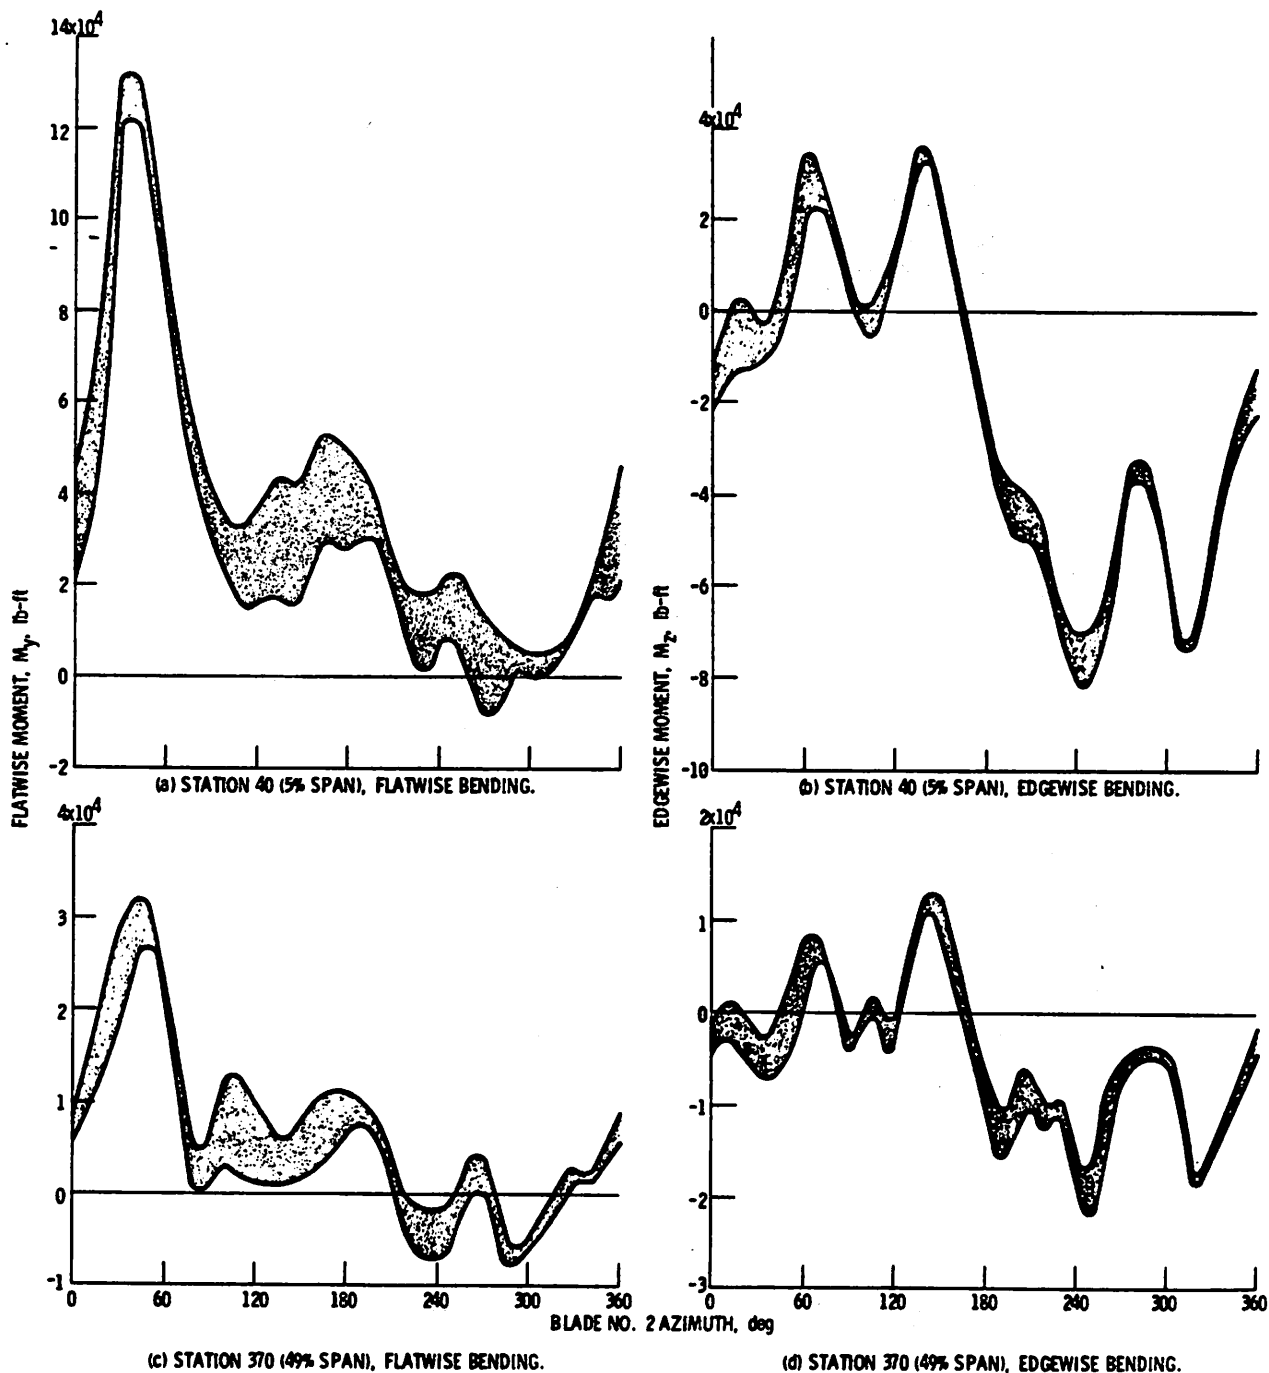 14x10^4
12
10
8
6
4
2
0
-2
FLATWISE MOMENT, M_y, lb-ft
(a) STATION 40 (5% SPAN), FLATWISE BENDING.
4x10^4
2
0
-2
-4
-6
-8
-10
EDGEWISE MOMENT, M_z, lb-ft
(b) STATION 40 (5% SPAN), EDGEWISE BENDING.
4x10^4
3
2
1
0
-1
0 60 120 180 240 300 360
2x10^4
1
0
-1
-2
-3
0 60 120 180 240 300 360
BLADE NO. 2 AZIMUTH, deg
(c) STATION 370 (49% SPAN), FLATWISE BENDING.
(d) STATION 370 (49% SPAN), EDGEWISE BENDING.